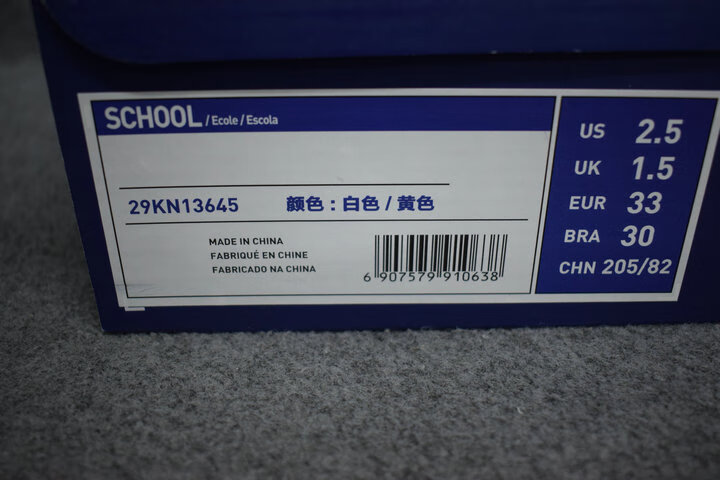 SCHOOL / Ecole / Escola
29KN13645 颜色：白色 / 黄色
MADE IN CHINA
FABRIQUÉ EN CHINE
FABRICADO NA CHINA
6 907579 910638
US 2.5
UK 1.5
EUR 33
BRA 30
CHN 205/82